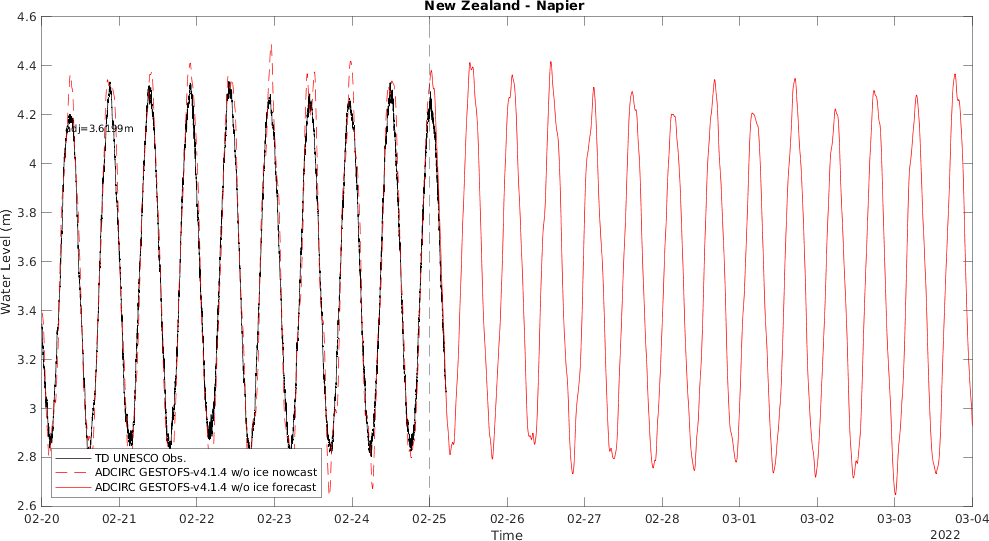 New Zealand - Napier
4.6
4.4
4.2
4
3.8
3.6
3.4
3.2
3
2.8
2.6
Water Level (m)
adj=3.6199m
TD UNESCO Obs.
ADCIRC GESTOFS-v4.1.4 w/o ice nowcast
ADCIRC GESTOFS-v4.1.4 w/o ice forecast
02-20 02-21 02-22 02-23 02-24 02-25 02-26 02-27 02-28 03-01 03-02 03-03 03-04
Time
2022